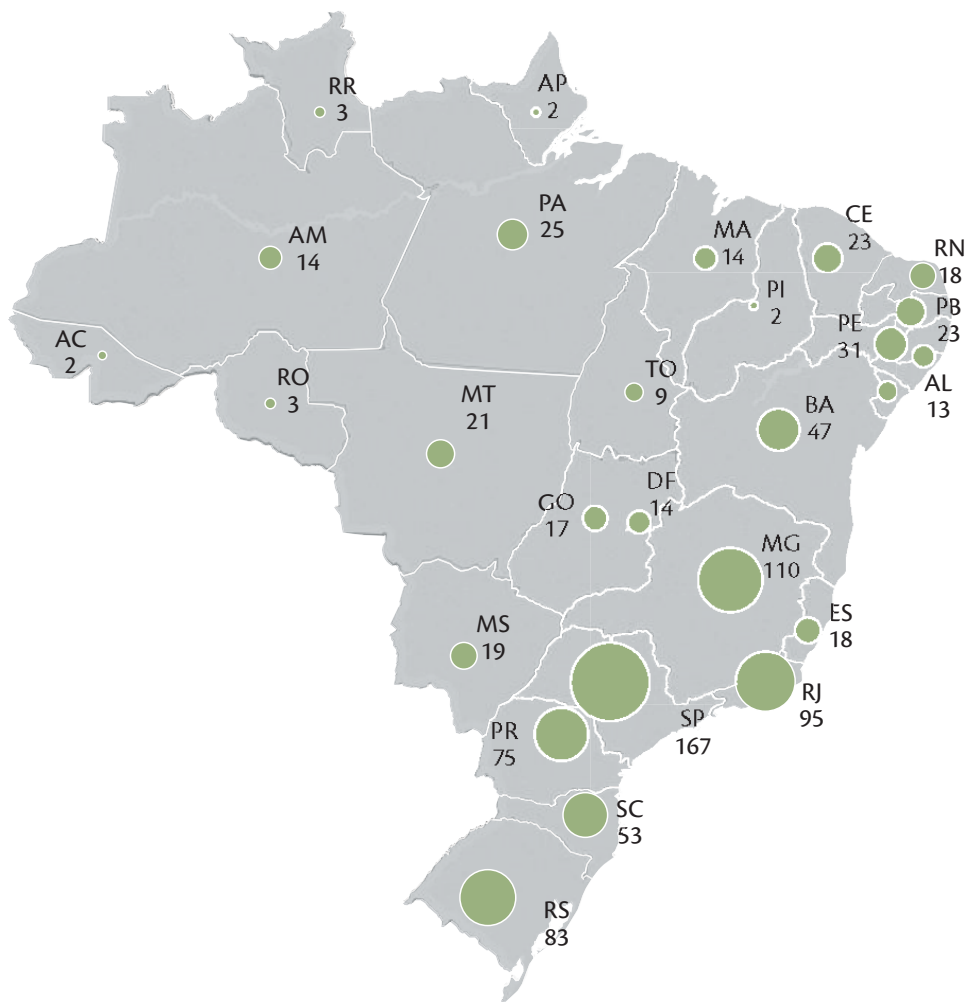 RR
3
AP
2
PA
25
AM
14
MA
14
CE
23
RN
18
PI
2
PB
23
PE
31
AC
2
RO
3
MT
21
TO
9
BA
47
AL
13
GO
17
DF
14
MG
110
ES
18
MS
19
RJ
95
SP
167
PR
75
SC
53
RS
83